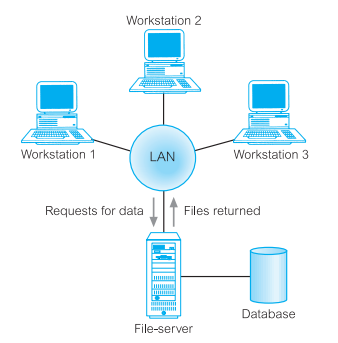 Workstation 2
Workstation 1
LAN
Workstation 3
Requests for data
Files returned
Database
File-server